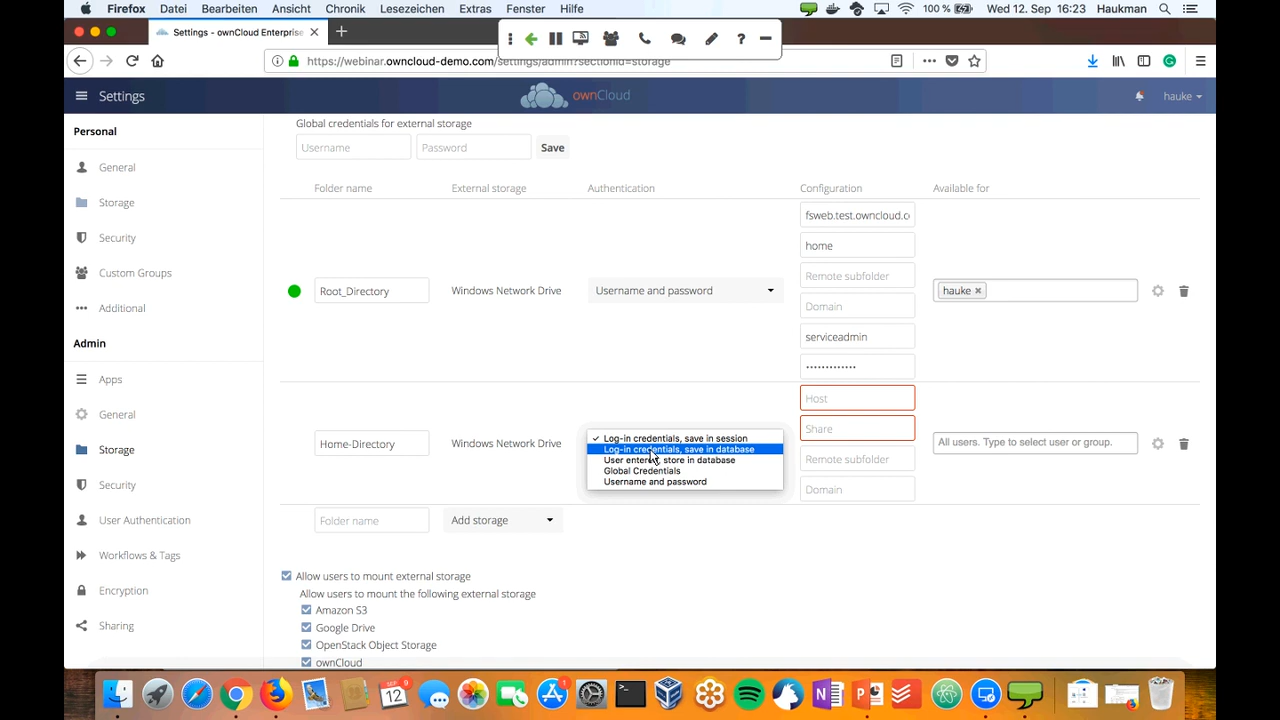 Firefox Datei Bearbeiten Ansicht Chronik Lesezeichen Extras Fenster Hilfe 100 % Wed 12. Sep 16:23 Haukman
Settings - ownCloud Enterprise
https://webinar.owncloud-demo.com/settings/admin?sectionid=storage
Settings
ownCloud
hauke
Personal
General
Storage
Security
Custom Groups
Additional
Admin
Apps
General
Storage
Security
User Authentication
Workflows & Tags
Encryption
Sharing
Global credentials for external storage
Username Password Save
Folder name External storage Authentication Configuration Available for
fsweb.test.owncloud.c
home
Remote subfolder
Root_Directory Windows Network Drive Username and password hauke
Domain
serviceadmin
•••••••••••••
Host
Share
Home-Directory Windows Network Drive All users. Type to select user or group.
Log-in credentials, save in session
Log-in credentials, save in database
User entered, store in database
Global Credentials
Username and password
Remote subfolder
Domain
Folder name Add storage
Allow users to mount external storage
Allow users to mount the following external storage
Amazon S3
Google Drive
OpenStack Object Storage
ownCloud
SEP
12
1